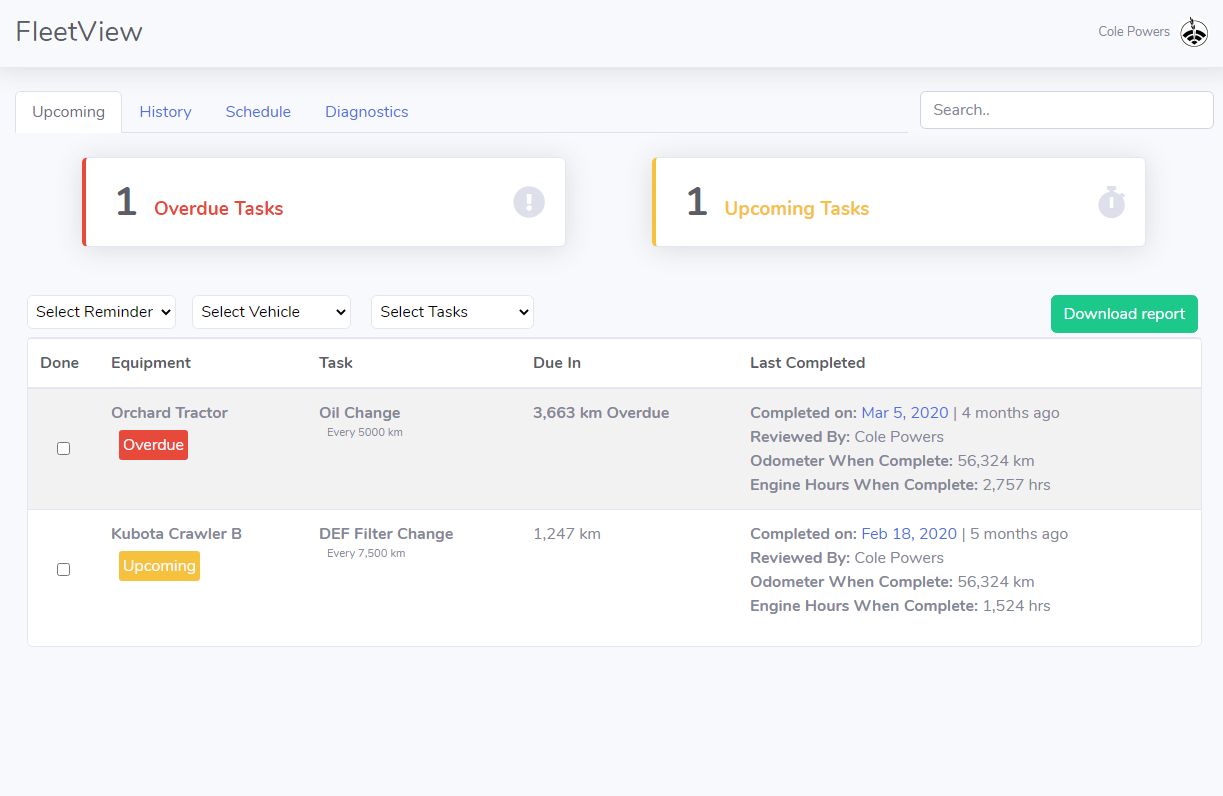 FleetView
Cole Powers
Upcoming History Schedule Diagnostics
Search..
1 Overdue Tasks
1 Upcoming Tasks
Select Reminder Select Vehicle Select Tasks Download report
Done Equipment Task Due In Last Completed
Orchard Tractor Oil Change 3,663 km Overdue Completed on: Mar 5, 2020 | 4 months ago
Every 5000 km
Overdue Reviewed By: Cole Powers
Odometer When Complete: 56,324 km
Engine Hours When Complete: 2,757 hrs
Kubota Crawler B DEF Filter Change 1,247 km Completed on: Feb 18, 2020 | 5 months ago
Every 7,500 km
Upcoming Reviewed By: Cole Powers
Odometer When Complete: 56,324 km
Engine Hours When Complete: 1,524 hrs